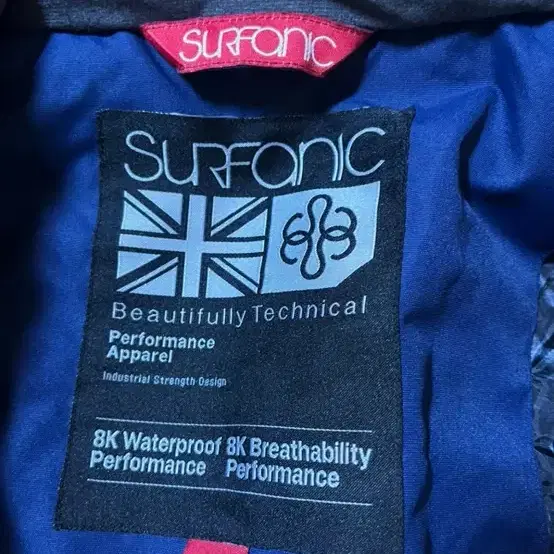 SURFANIC
SURFANIC
Beautifully Technical
Performance
Apparel
Industrial Strength Design
8K Waterproof 8K Breathability
Performance Performance